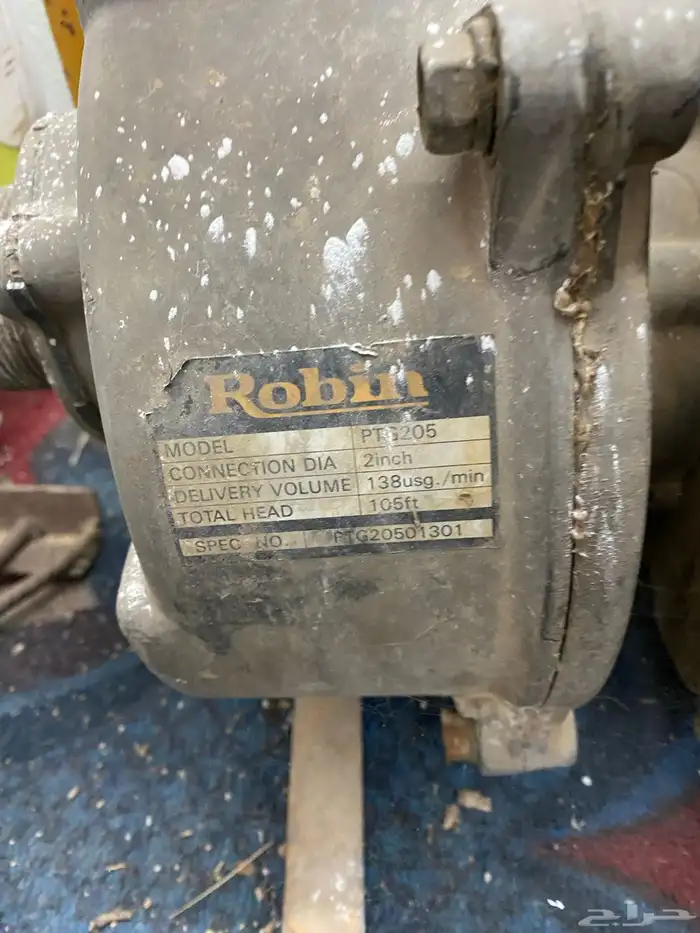 Robin
MODEL PTG205
CONNECTION DIA 2inch
DELIVERY VOLUME 138usg./min
TOTAL HEAD 105ft
SPEC NO. PTG20501301
حراج